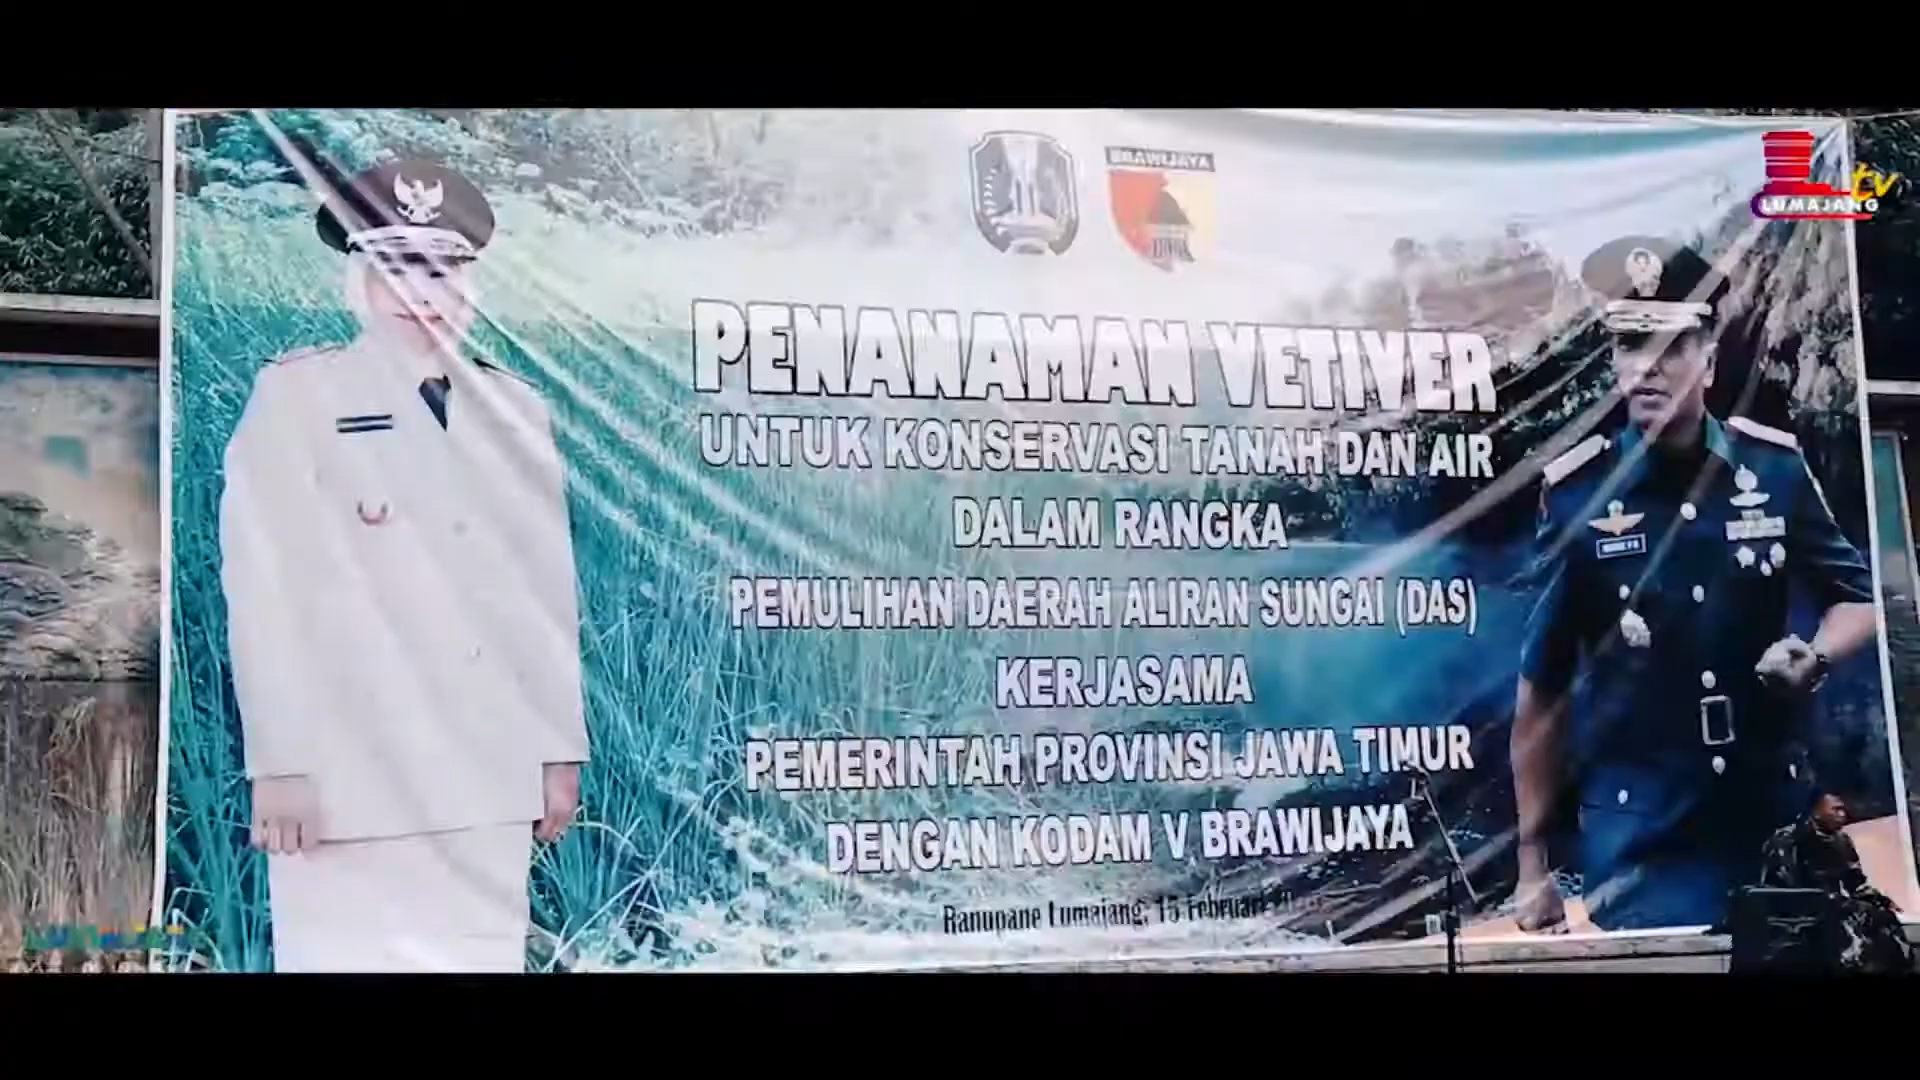 BRAWIJAYA
tv
LUMAJANG
PENANAMAN VETIVER
UNTUK KONSERVASI TANAH DAN AIR
DALAM RANGKA
PEMULIHAN DAERAH ALIRAN SUNGAI (DAS)
KERJASAMA
PEMERINTAH PROVINSI JAWA TIMUR
DENGAN KODAM V BRAWIJAYA
Ranupane Lumajang, 15 Februari